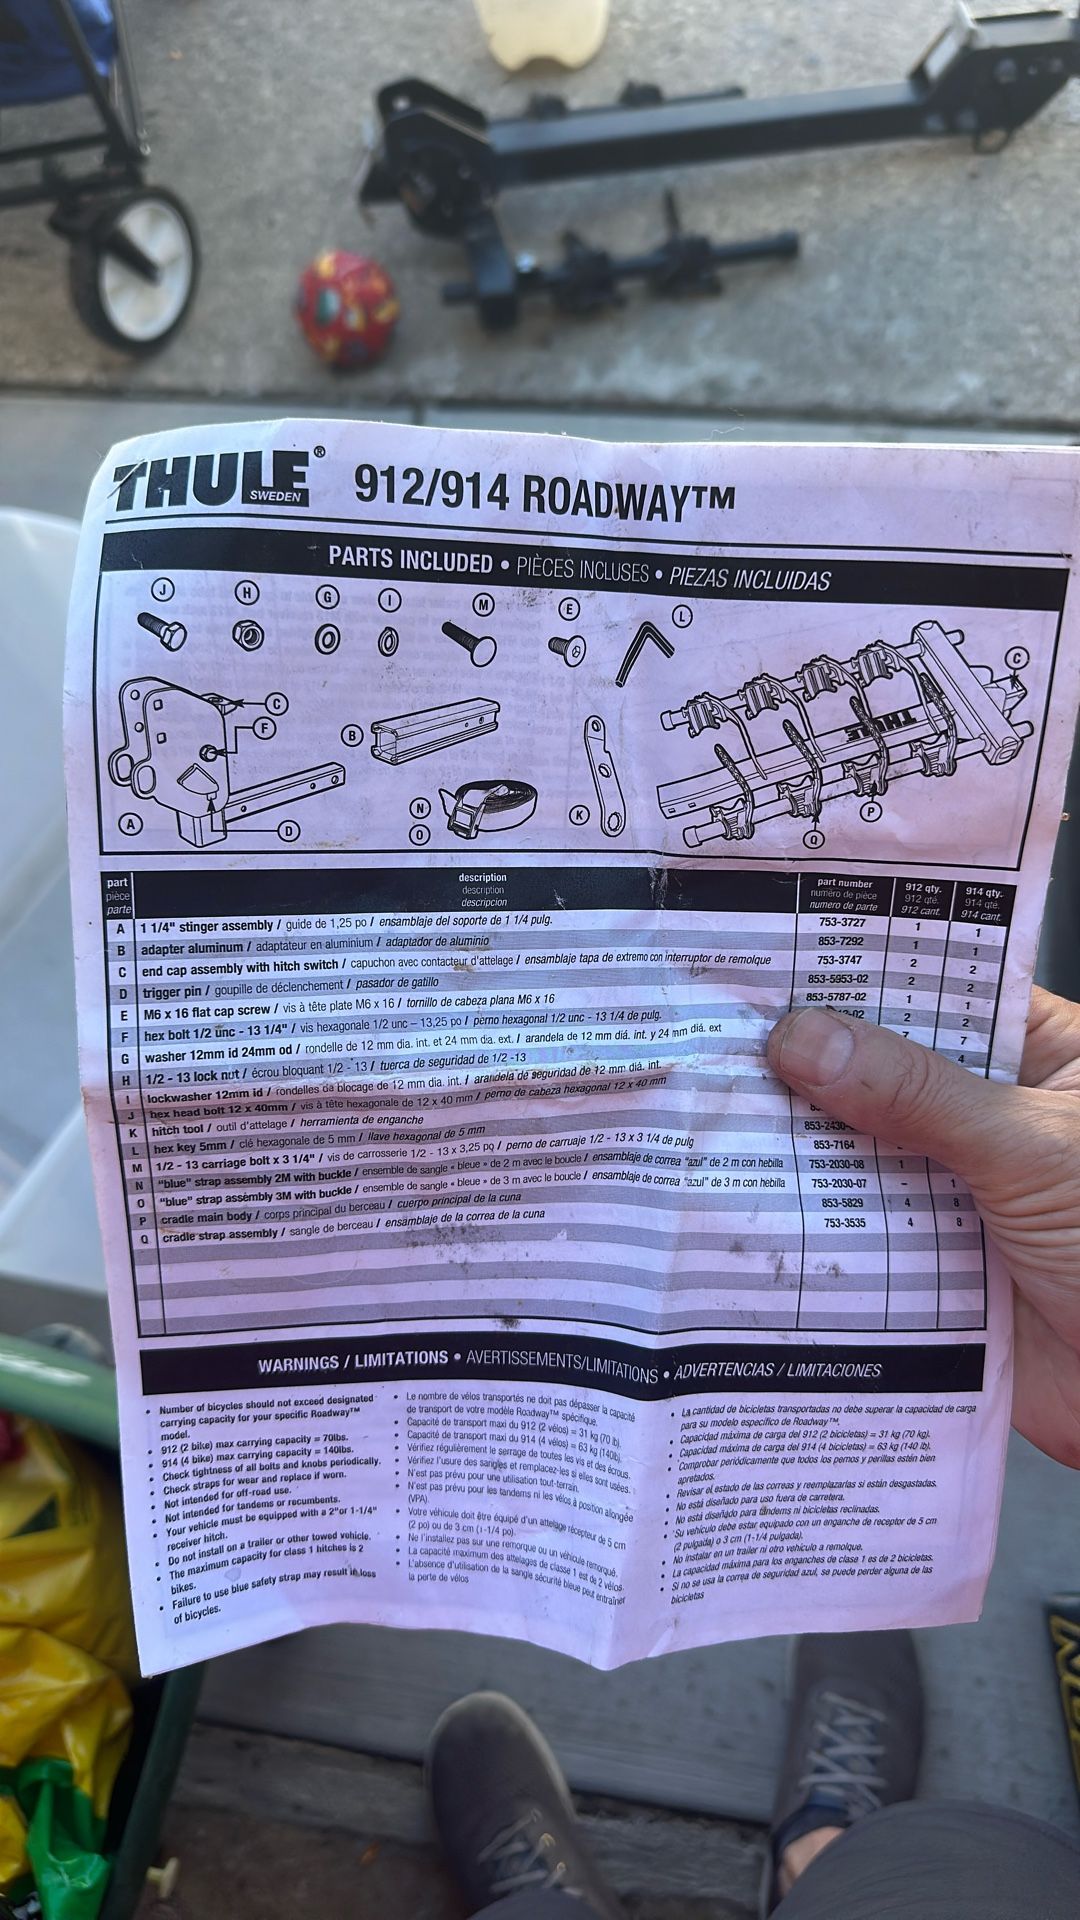 THULE®
SWEDEN
912/914 ROADWAY™
PARTS INCLUDED • PIÈCES INCLUSES • PIEZAS INCLUIDAS
J H G I M E L
C
C
F
B
A
D
N
O
K
P
Q
THULE
part
pièce
parte
description
description
descripcion
part number
numéro de pièce
numero de parte
912 qty.
912 qté.
912 cant.
914 qty.
914 qté.
914 cant.
A 1 1/4" stinger assembly / guide de 1,25 po / ensamblaje del soporte de 1 1/4 pulg. 753-3727 1 1
B adapter aluminum / adaptateur en aluminium / adaptador de aluminio 853-7292 1 1
C end cap assembly with hitch switch / capuchon avec contacteur d'attelage / ensamblaje tapa de extremo con interruptor de remolque 753-3747 2 2
D trigger pin / goupille de déclenchement / pasador de gatillo 853-5953-02 2 2
E M6 x 16 flat cap screw / vis à tête plate M6 x 16 / tornillo de cabeza plana M6 x 16 853-5787-02 1 1
F hex bolt 1/2 unc - 13 1/4" / vis hexagonale 1/2 unc – 13,25 po / perno hexagonal 1/2 unc - 13 1/4 de pulg. -02 2 2
G washer 12mm id 24mm od / rondelle de 12 mm dia. int. et 24 mm dia. ext. / arandela de 12 mm diá. int. y 24 mm diá. ext 7 7
H 1/2 - 13 lock nut / écrou bloquant 1/2 - 13 / tuerca de seguridad de 1/2 -13 4
I lockwasher 12mm id / rondelles da blocage de 12 mm dia. int. / arandela de seguridad de 12 mm diá. int.
J hex head bolt 12 x 40mm / vis à tête hexagonale de 12 x 40 mm / perno de cabeza hexagonal 12 x 40 mm
K hitch tool / outil d'attelage / herramienta de enganche
L hex key 5mm / clé hexagonale de 5 mm / llave hexagonal de 5 mm 853-2430-
M 1/2 - 13 carriage bolt x 3 1/4" / vis de carrosserie 1/2 - 13 x 3,25 po / perno de carruaje 1/2 - 13 x 3 1/4 de pulg 853-7164
N "blue" strap assembly 2M with buckle / ensemble de sangle « bleue » de 2 m avec le boucle / ensamblaje de correa "azul" de 2 m con hebilla 753-2030-08 1
O "blue" strap assembly 3M with buckle / ensemble de sangle « bleue » de 3 m avec le boucle / ensamblaje de correa "azul" de 3 m con hebilla 753-2030-07 – 1
P cradle main body / corps principal du berceau / cuerpo principal de la cuna 853-5829 4 8
Q cradle strap assembly / sangle de berceau / ensamblaje de la correa de la cuna 753-3535 4 8
WARNINGS / LIMITATIONS • AVERTISSEMENTS/LIMITATIONS • ADVERTENCIAS / LIMITACIONES
• Number of bicycles should not exceed designated
carrying capacity for your specific Roadway™
model.
• 912 (2 bike) max carrying capacity = 70lbs.
• 914 (4 bike) max carrying capacity = 140lbs.
• Check tightness of all bolts and knobs periodically.
• Check straps for wear and replace if worn.
• Not intended for off-road use.
• Not intended for tandems or recumbents.
• Your vehicle must be equipped with a 2"or 1-1/4"
receiver hitch.
• Do not install on a trailer or other towed vehicle.
• The maximum capacity for class 1 hitches is 2
bikes.
• Failure to use blue safety strap may result in loss
of bicycles.
• Le nombre de vélos transportés ne doit pas dépasser la capacité
de transport de votre modèle Roadway™ spécifique.
• Capacité de transport maxi du 912 (2 vélos) = 31 kg (70 lb).
• Capacité de transport maxi du 914 (4 vélos) = 63 kg (140lb).
• Vérifiez régulièrement le serrage de toutes les vis et des écrous.
• Vérifiez l'usure des sangles et remplacez-les si elles sont usées.
• N'est pas prévu pour une utilisation tout-terrain.
• N'est pas prévu pour les tandems ni les vélos à position allongée
(VPA).
• Votre véhicule doit être équipé d'un attelage récepteur de 5 cm
(2 po) ou de 3 cm (1-1/4 po).
• Ne l'installez pas sur une remorque ou un véhicule remorqué.
• La capacité maximum des attelages de classe 1 est de 2 vélos.
• L'absence d'utilisation de la sangle sécurité bleue peut entraîner
la perte de vélos
• La cantidad de bicicletas transportadas no debe superar la capacidad de carga
para su modelo específico de Roadway™.
• Capacidad máxima de carga del 912 (2 bicicletas) = 31 kg (70 kg).
• Capacidad máxima de carga del 914 (4 bicicletas) = 63 kg (140 lb).
• Comprobar periódicamente que todos los pernos y perillas estén bien
apretados.
• Revisar el estado de las correas y reemplazarlas si están desgastadas.
• No está diseñado para uso fuera de carretera.
• No está diseñado para tándems ni bicicletas reclinadas.
• Su vehículo debe estar equipado con un enganche de receptor de 5 cm
(2 pulgada) o 3 cm (1-1/4 pulgada).
• No instalar en un trailer ni otro vehículo a remolque.
• La capacidad máxima para los enganches de clase 1 es de 2 bicicletas.
• Si no se usa la correa de seguridad azul, se puede perder alguna de las
bicicletas